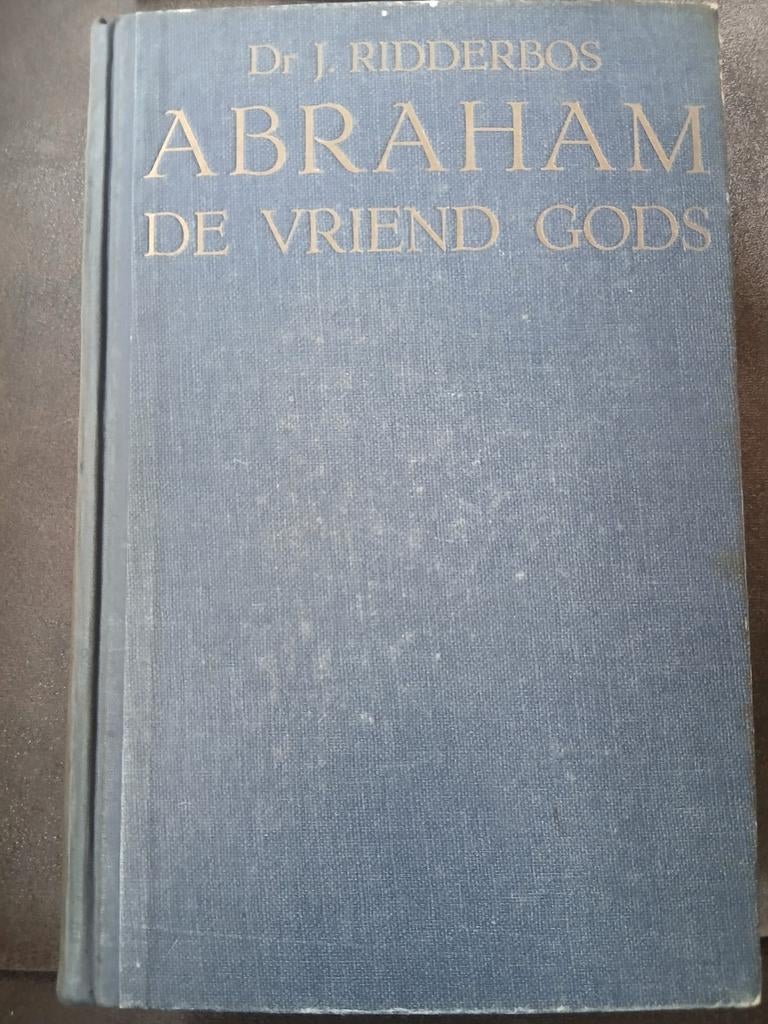 Dr J. RIDDERBOS
ABRAHAM
DE VRIEND GODS